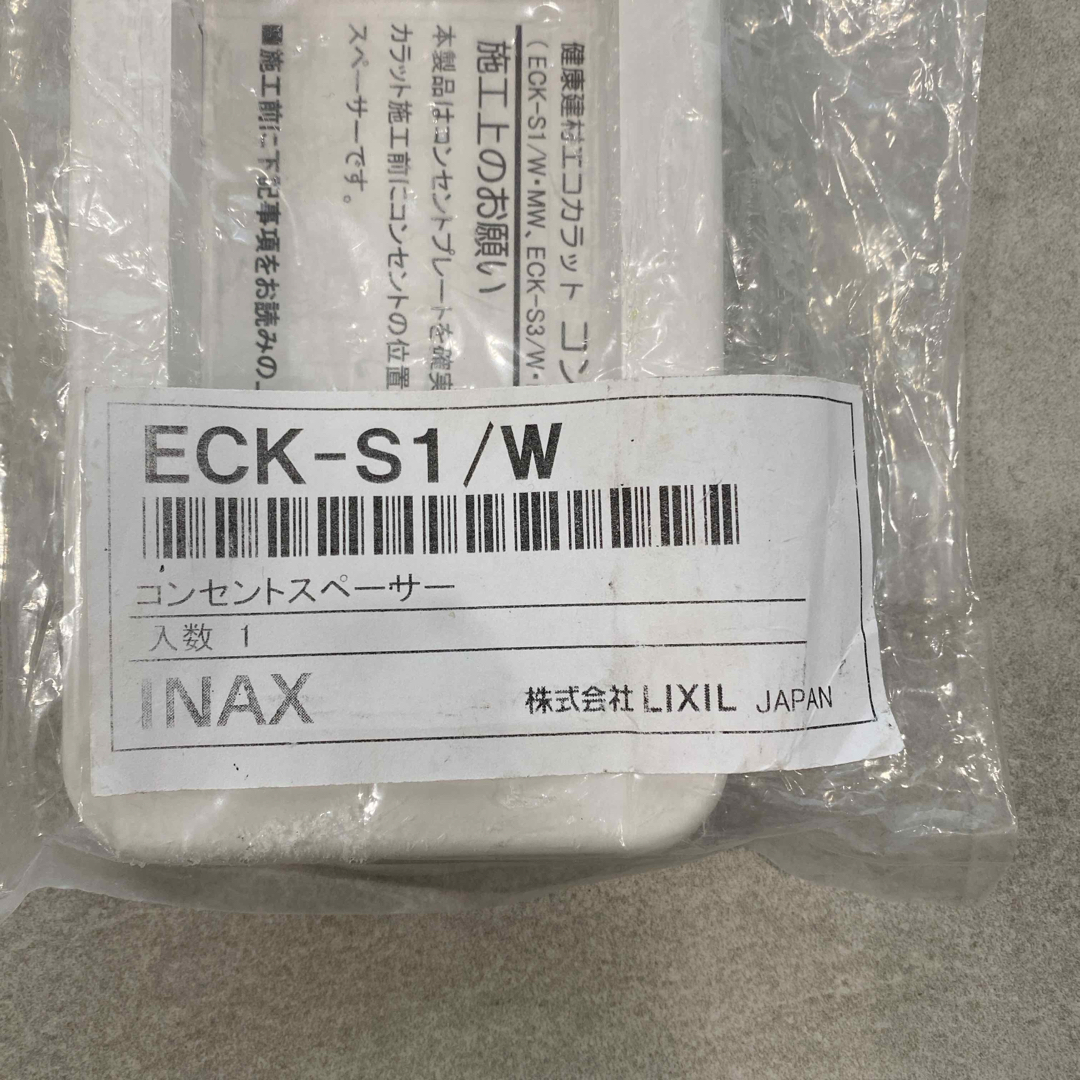 健康建材エコカラット コン
(ECK-S1/W・MW、ECK-S3/W・
施工上のお願い
本製品はコンセントプレートを確実
カラット施工前にコンセントの位置
スペーサーです。
施工前に下記事項をお読みの
ECK-S1/W
コンセントスペーサー
入数 1
INAX
株式会社 LIXIL JAPAN